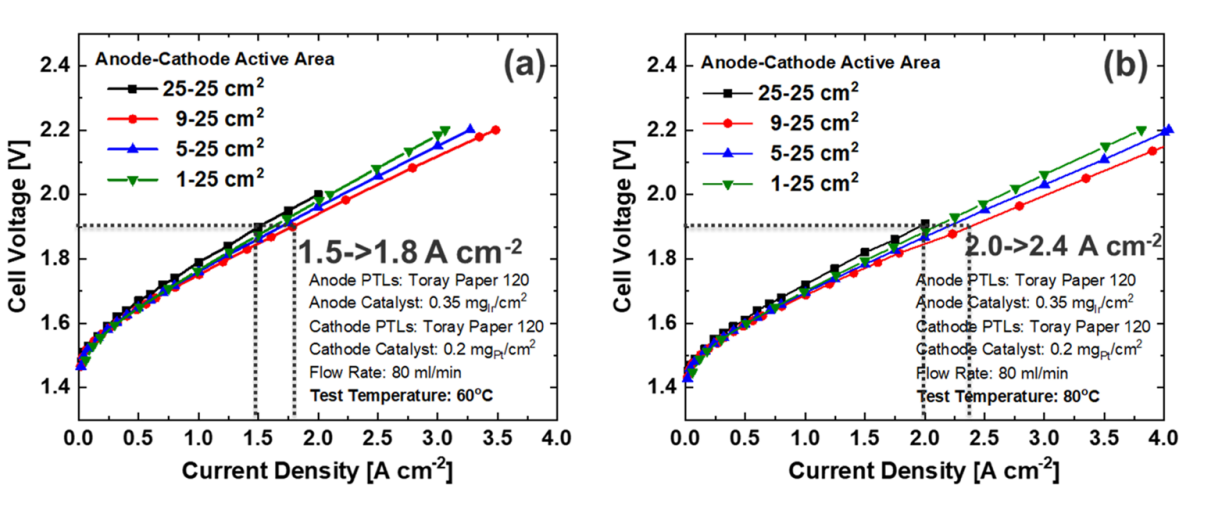 (a)
Anode-Cathode Active Area
25-25 cm²
9-25 cm²
5-25 cm²
1-25 cm²
2.4
2.2
2.0
1.8
1.6
1.4
Cell Voltage [V]
1.5->1.8 A cm⁻²
Anode PTLs: Toray Paper 120
Anode Catalyst: 0.35 mgIr/cm²
Cathode PTLs: Toray Paper 120
Cathode Catalyst: 0.2 mgPt/cm²
Flow Rate: 80 ml/min
Test Temperature: 60°C
0.0 0.5 1.0 1.5 2.0 2.5 3.0 3.5 4.0
Current Density [A cm⁻²]
(b)
Anode-Cathode Active Area
25-25 cm²
9-25 cm²
5-25 cm²
1-25 cm²
2.4
2.2
2.0
1.8
1.6
1.4
Cell Voltage [V]
2.0->2.4 A cm⁻²
Anode PTLs: Toray Paper 120
Anode Catalyst: 0.35 mgIr/cm²
Cathode PTLs: Toray Paper 120
Cathode Catalyst: 0.2 mgPt/cm²
Flow Rate: 80 ml/min
Test Temperature: 80°C
0.0 0.5 1.0 1.5 2.0 2.5 3.0 3.5 4.0
Current Density [A cm⁻²]